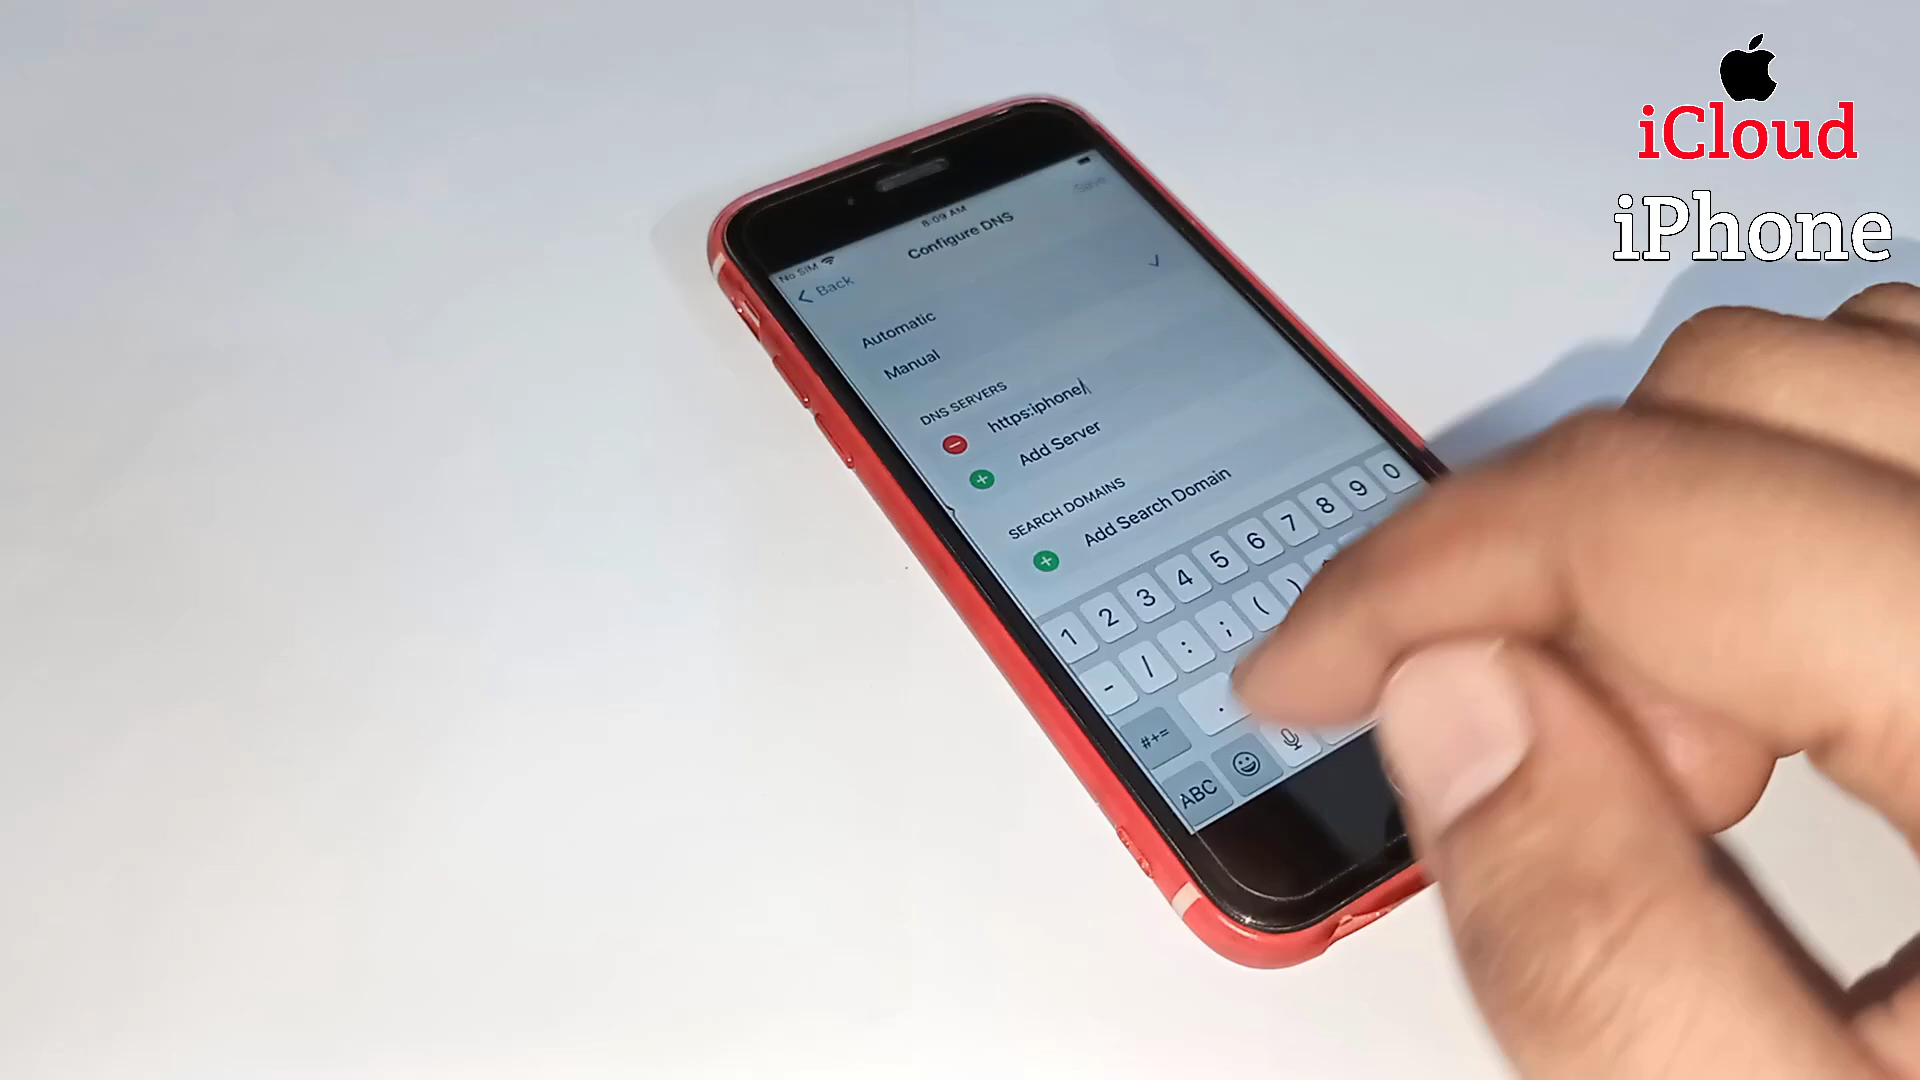 iCloud
iPhone
8:09 AM
No SIM
Configure DNS
Save
Back
Automatic
Manual
DNS SERVERS
https:iphone/
Add Server
SEARCH DOMAINS
Add Search Domain
1 2 3 4 5 6 7 8 9 0
- / : ; ( )
#+= .
ABC